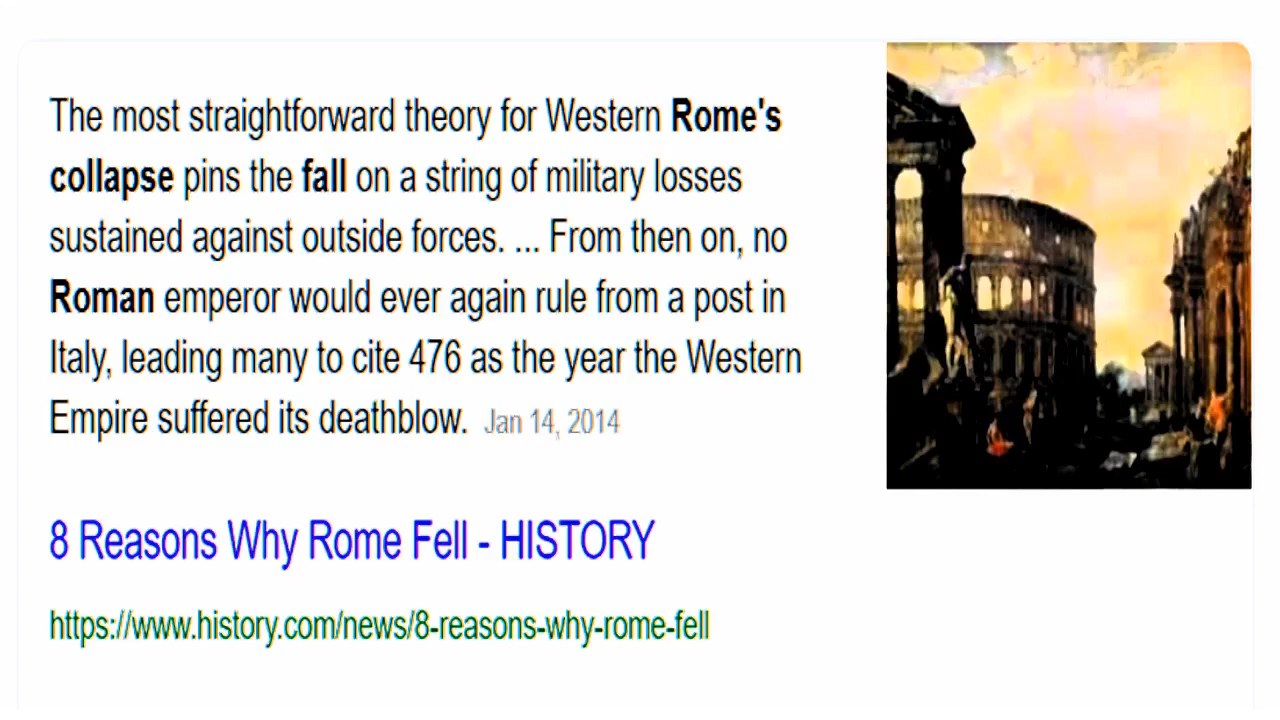 The most straightforward theory for Western Rome's
collapse pins the fall on a string of military losses
sustained against outside forces. ... From then on, no
Roman emperor would ever again rule from a post in
Italy, leading many to cite 476 as the year the Western
Empire suffered its deathblow. Jan 14, 2014
8 Reasons Why Rome Fell - HISTORY
https://www.history.com/news/8-reasons-why-rome-fell